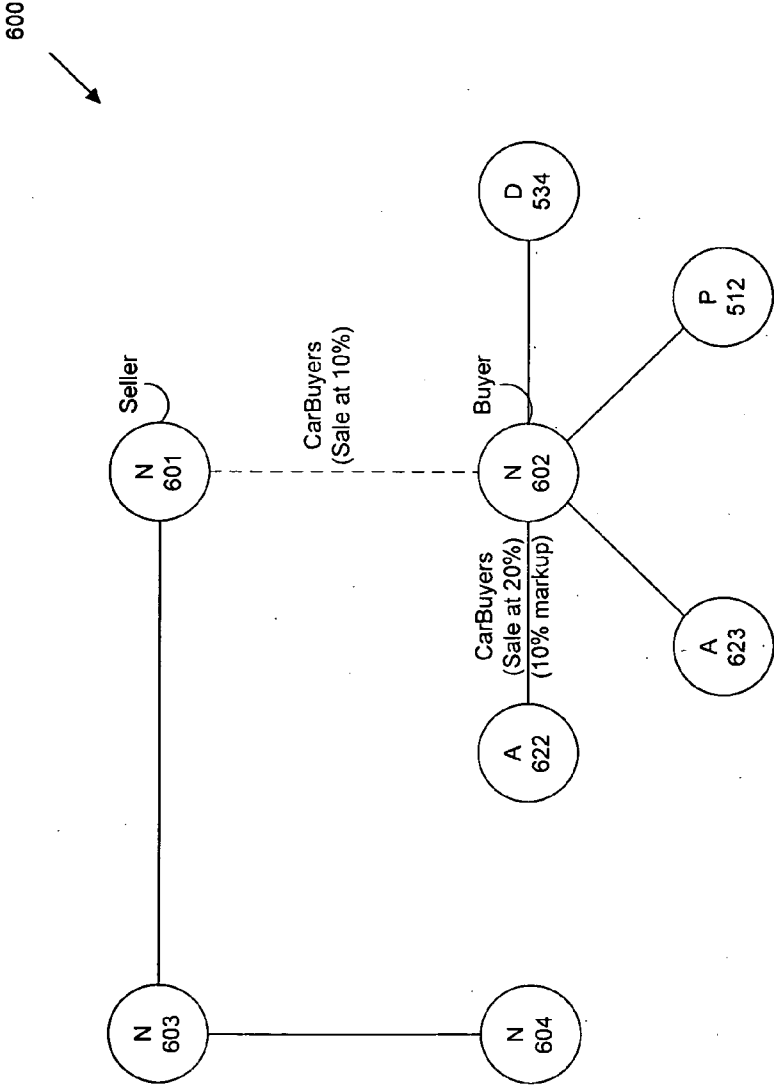 600
Seller
N
601
CarBuyers
(Sale at 10%)
N
603
D
534
Buyer
N
602
CarBuyers
(Sale at 20%)
(10% markup)
A
622
N
604
P
512
A
623